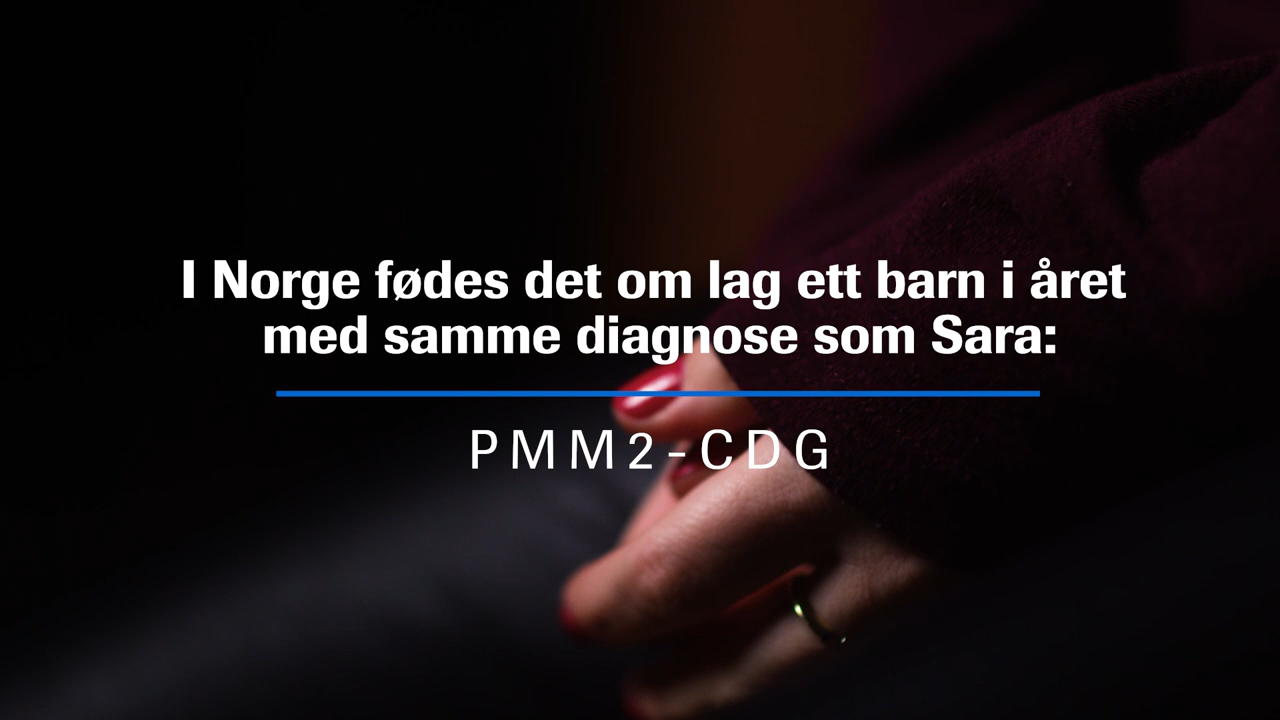 I Norge fødes det om lag ett barn i året
med samme diagnose som Sara:
PMM2-CDG